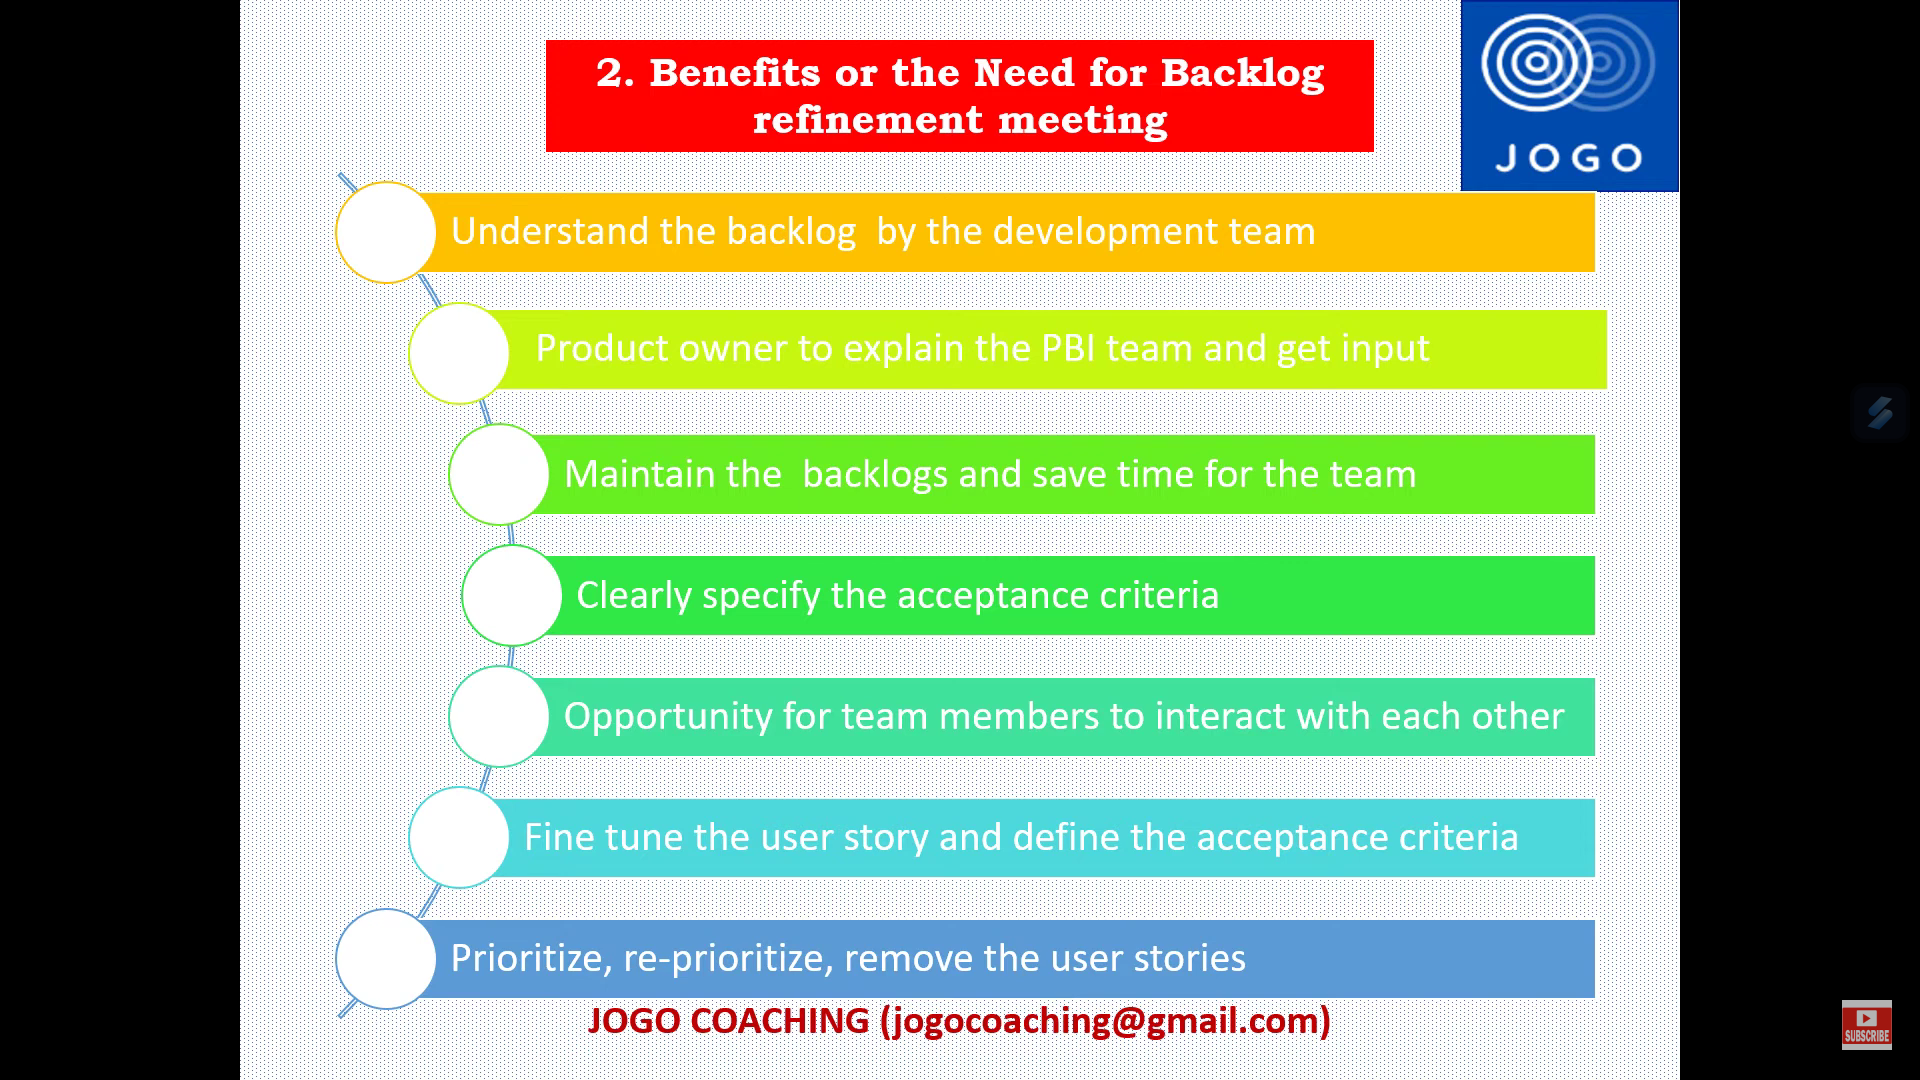 2. Benefits or the Need for Backlog
refinement meeting
JOGO
Understand the backlog  by the development team
Product owner to explain the PBI team and get input
Maintain the  backlogs and save time for the team
Clearly specify the acceptance criteria
Opportunity for team members to interact with each other
Fine tune the user story and define the acceptance criteria
Prioritize, re-prioritize, remove the user stories
JOGO COACHING (jogocoaching@gmail.com)
SUBSCRIBE